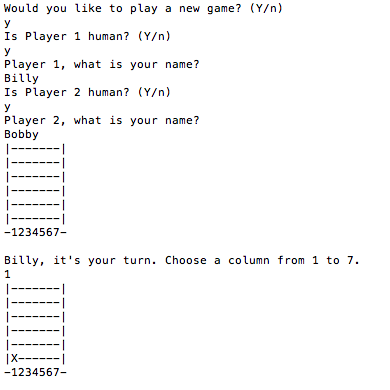 Would you like to play a new game? (Y/n)
y
Is Player 1 human? (Y/n)
y
Player 1, what is your name?
Billy
Is Player 2 human? (Y/n)
y
Player 2, what is your name?
Bobby
|-------|
|-------|
|-------|
|-------|
|-------|
|-------|
-1234567-

Billy, it's your turn. Choose a column from 1 to 7.
1
|-------|
|-------|
|-------|
|-------|
|-------|
|X------|
-1234567-